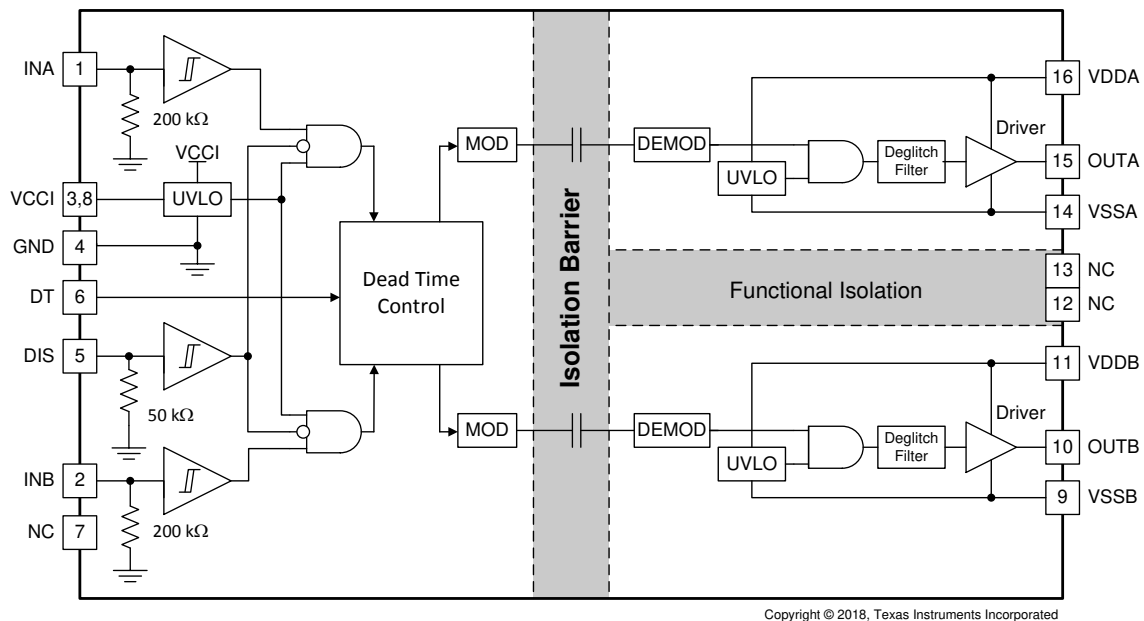 INA 1
200 kΩ
VCCI
VCCI 3,8
UVLO
GND 4
DT 6
DIS 5
50 kΩ
INB 2
200 kΩ
NC 7
Dead Time
Control
MOD
MOD
Isolation Barrier
DEMOD
UVLO
Deglitch
Filter
Driver
16 VDDA
15 OUTA
14 VSSA
Functional Isolation
13 NC
12 NC
DEMOD
UVLO
Deglitch
Filter
Driver
11 VDDB
10 OUTB
9 VSSB
Copyright © 2018, Texas Instruments Incorporated